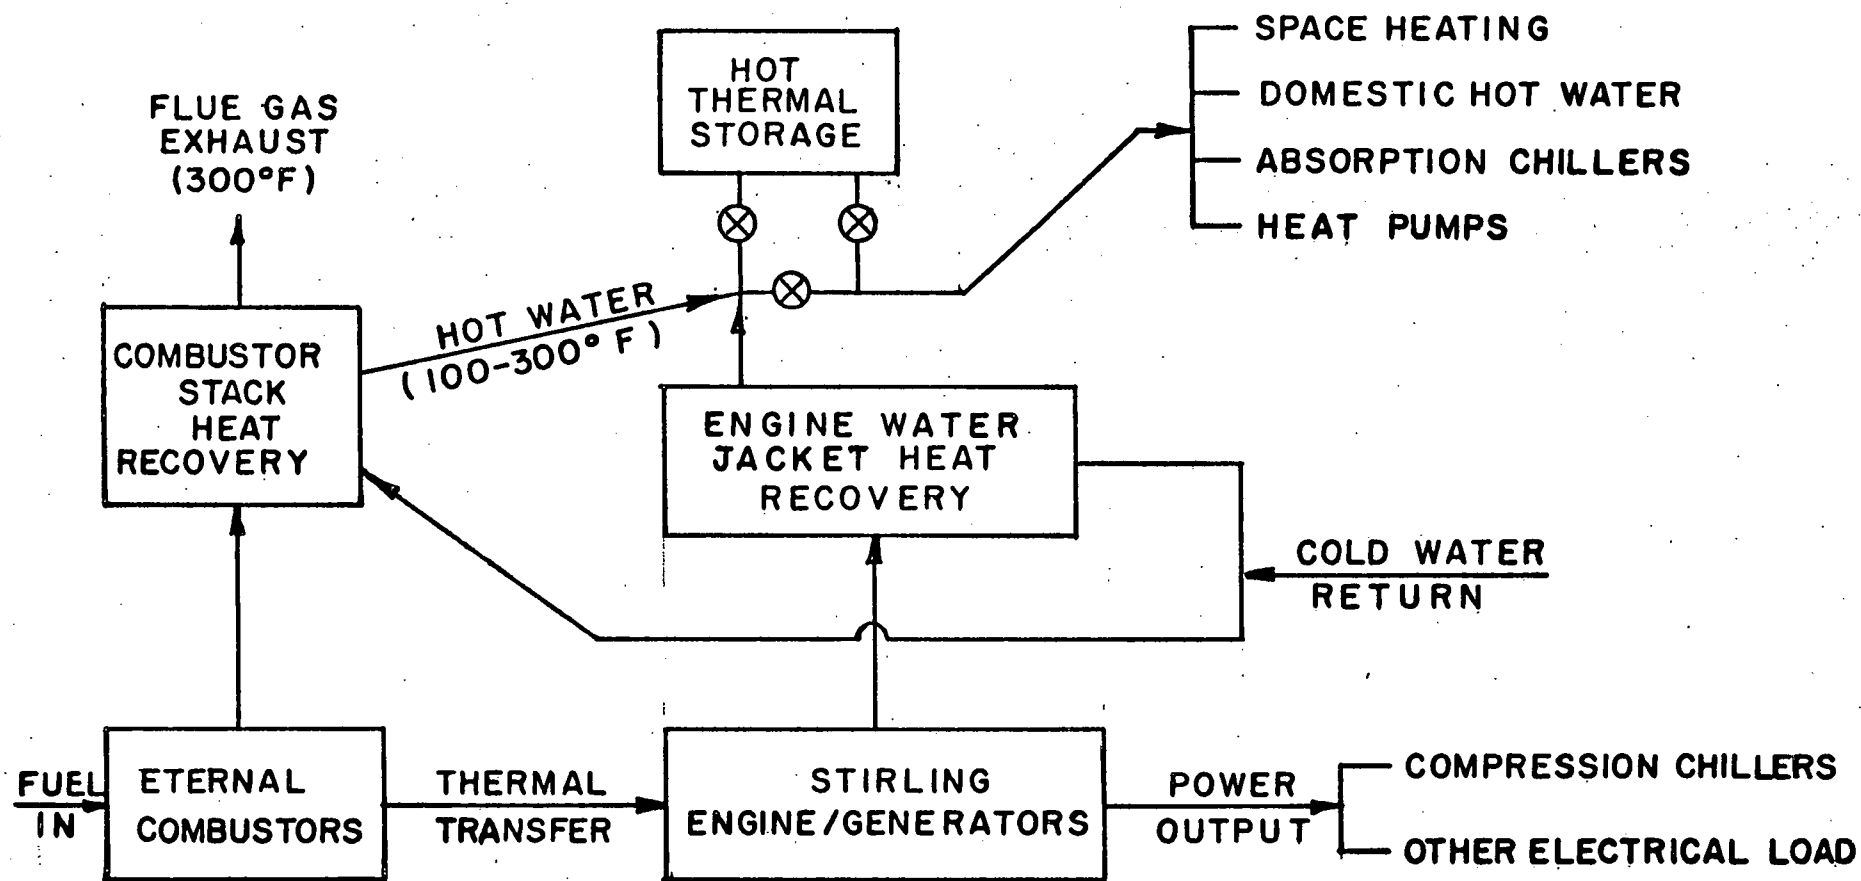 SPACE HEATING
DOMESTIC HOT WATER
ABSORPTION CHILLERS
HEAT PUMPS
HOT
THERMAL
STORAGE
FLUE GAS
EXHAUST
(300°F)
HOT WATER
(100-300°F)
COMBUSTOR
STACK
HEAT
RECOVERY
ENGINE WATER
JACKET HEAT
RECOVERY
COLD WATER
RETURN
FUEL
IN
ETERNAL
COMBUSTORS
THERMAL
TRANSFER
STIRLING
ENGINE/GENERATORS
POWER
OUTPUT
COMPRESSION CHILLERS
OTHER ELECTRICAL LOAD